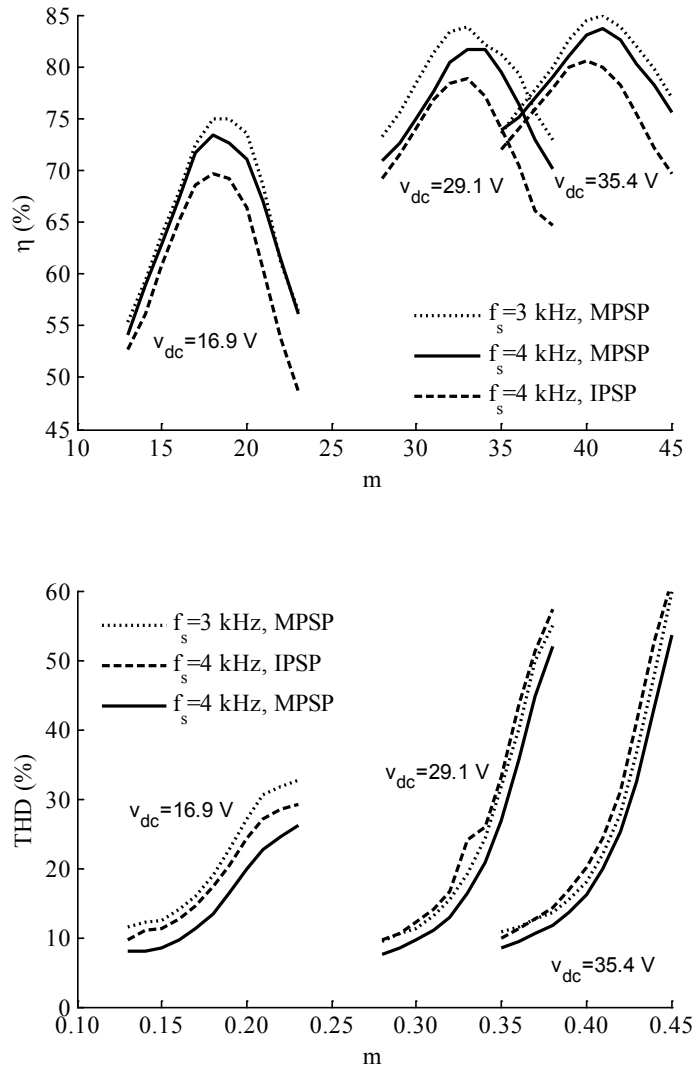 85
80
75
70
65
60
55
50
45
η (%)
v_dc=29.1 V
v_dc=35.4 V
v_dc=16.9 V
f_s=3 kHz, MPSP
f_s=4 kHz, MPSP
f_s=4 kHz, IPSP
10 15 20 25 30 35 40 45
m
60
50
40
30
20
10
0
THD (%)
f_s=3 kHz, MPSP
f_s=4 kHz, IPSP
f_s=4 kHz, MPSP
v_dc=29.1 V
v_dc=16.9 V
v_dc=35.4 V
0.10 0.15 0.20 0.25 0.30 0.35 0.40 0.45
m